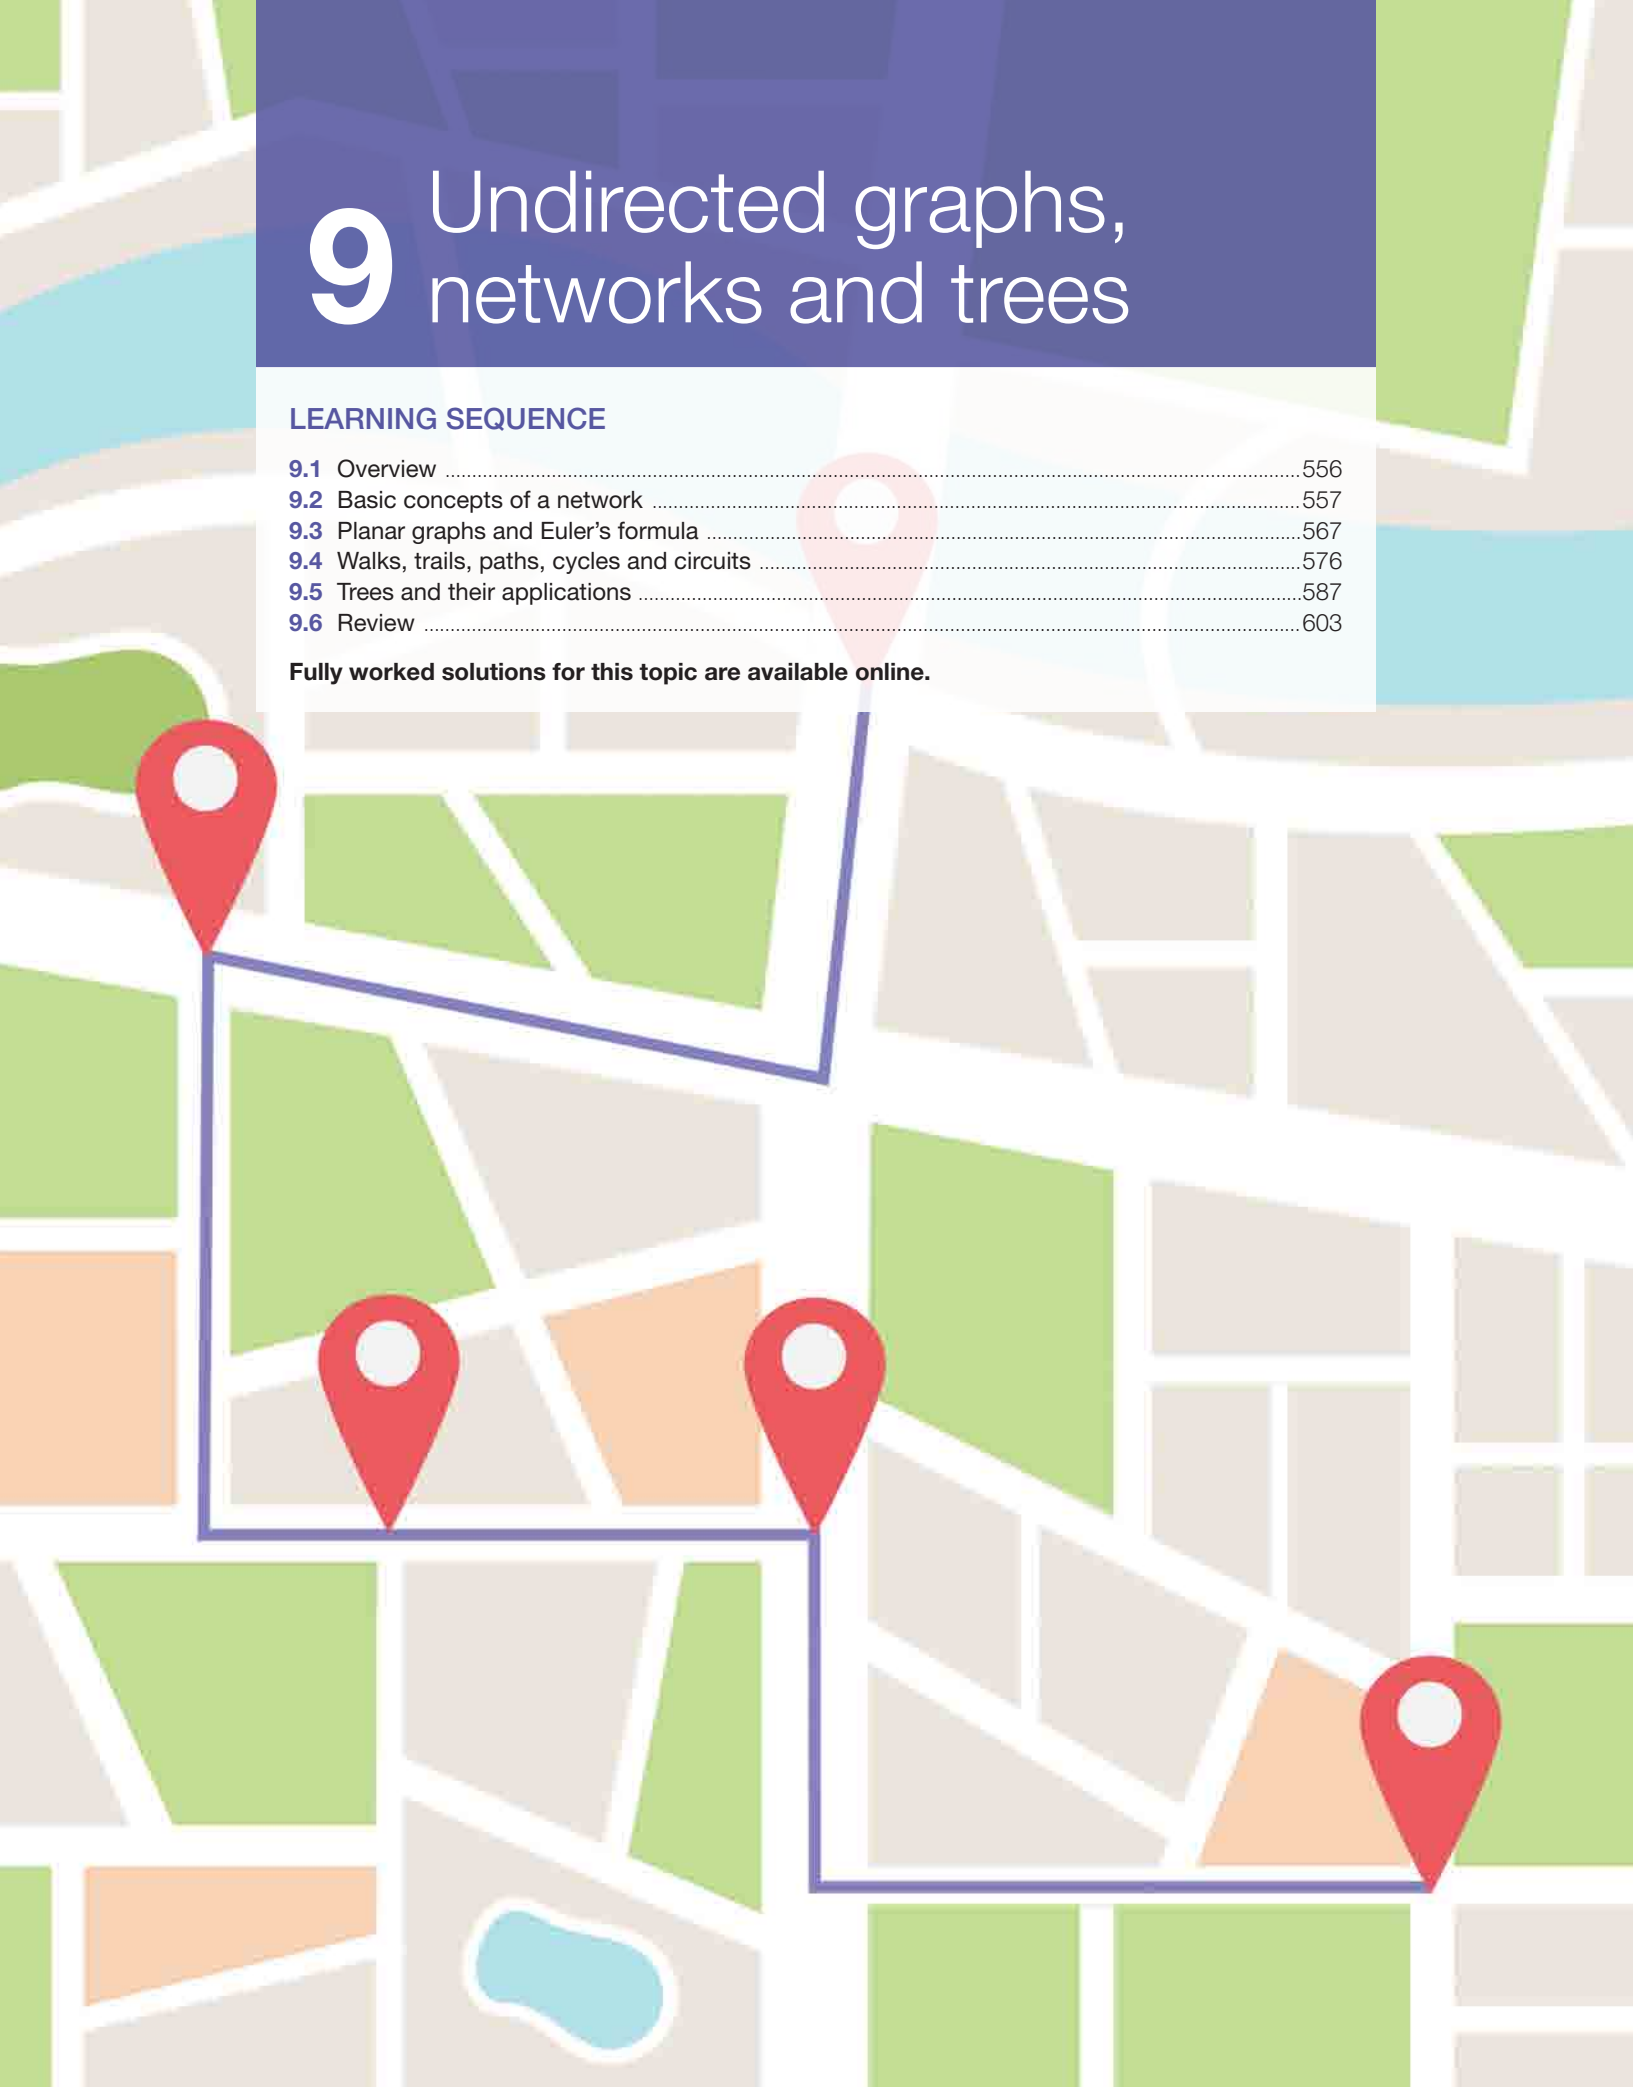 9
Undirected graphs,
networks and trees
LEARNING SEQUENCE
9.1 Overview ........ 556
9.2 Basic concepts of a network ........ 557
9.3 Planar graphs and Euler’s formula ........ 567
9.4 Walks, trails, paths, cycles and circuits ........ 576
9.5 Trees and their applications ........ 587
9.6 Review ........ 603
Fully worked solutions for this topic are available online.